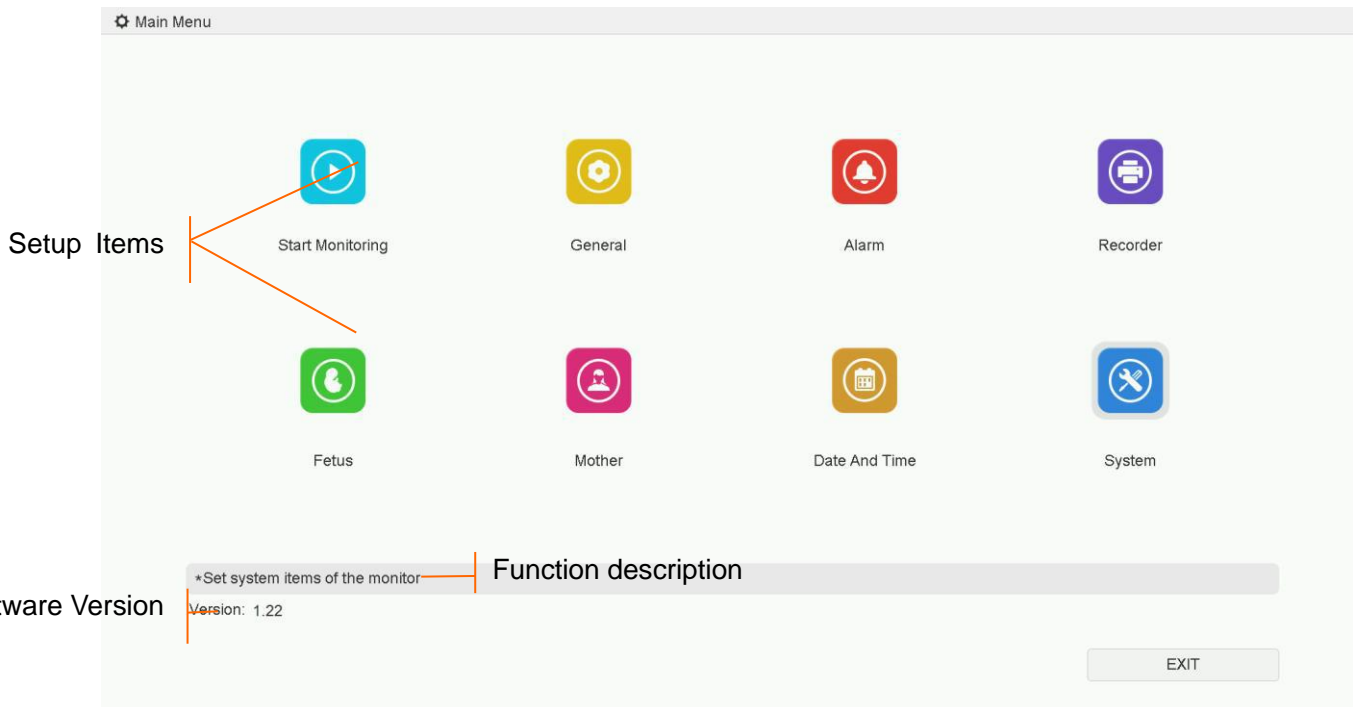 Main Menu
Setup Items
Start Monitoring
General
Alarm
Recorder
Fetus
Mother
Date And Time
System
*Set system items of the monitor
Function description
tware Version
Version: 1.22
EXIT